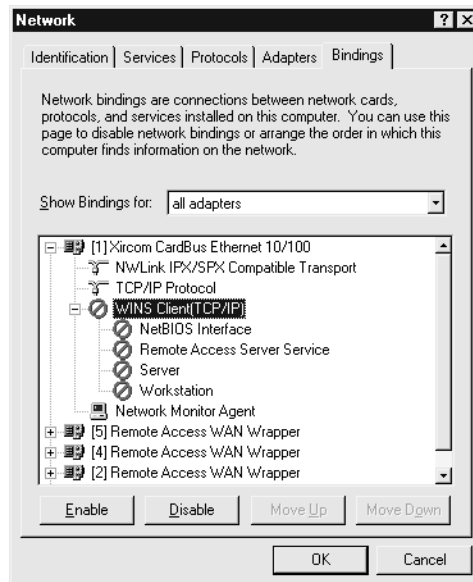 Network
Identification Services Protocols Adapters Bindings
Network bindings are connections between network cards,
protocols, and services installed on this computer. You can use this
page to disable network bindings or arrange the order in which this
computer finds information on the network.
Show Bindings for: all adapters
[1] Xircom CardBus Ethernet 10/100
NWLink IPX/SPX Compatible Transport
TCP/IP Protocol
WINS Client(TCP/IP)
NetBIOS Interface
Remote Access Server Service
Server
Workstation
Network Monitor Agent
[5] Remote Access WAN Wrapper
[4] Remote Access WAN Wrapper
[2] Remote Access WAN Wrapper
Enable Disable Move Up Move Down
OK Cancel